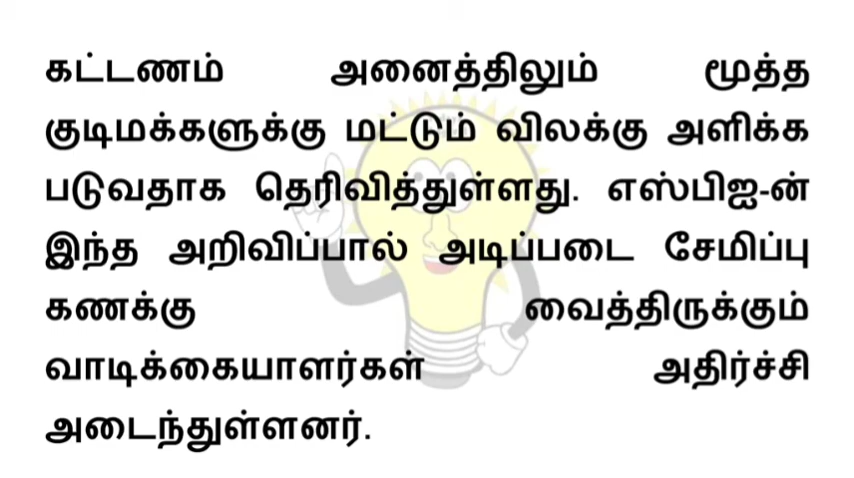 கட்டணம் அனைத்திலும் மூத்த
குடிமக்களுக்கு மட்டும் விலக்கு அளிக்க
படுவதாக தெரிவித்துள்ளது. எஸ்பிஐ-ன்
இந்த அறிவிப்பால் அடிப்படை சேமிப்பு
கணக்கு வைத்திருக்கும்
வாடிக்கையாளர்கள் அதிர்ச்சி
அடைந்துள்ளனர்.